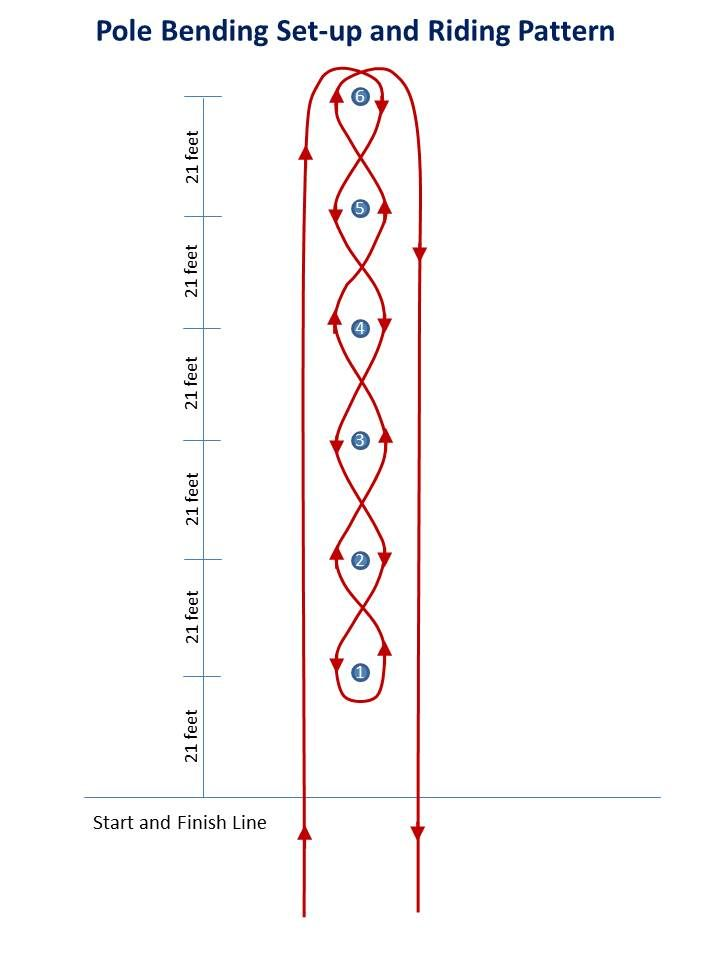 Pole Bending Set-up and Riding Pattern
6
21 feet
5
21 feet
4
21 feet
3
21 feet
2
21 feet
1
21 feet
Start and Finish Line